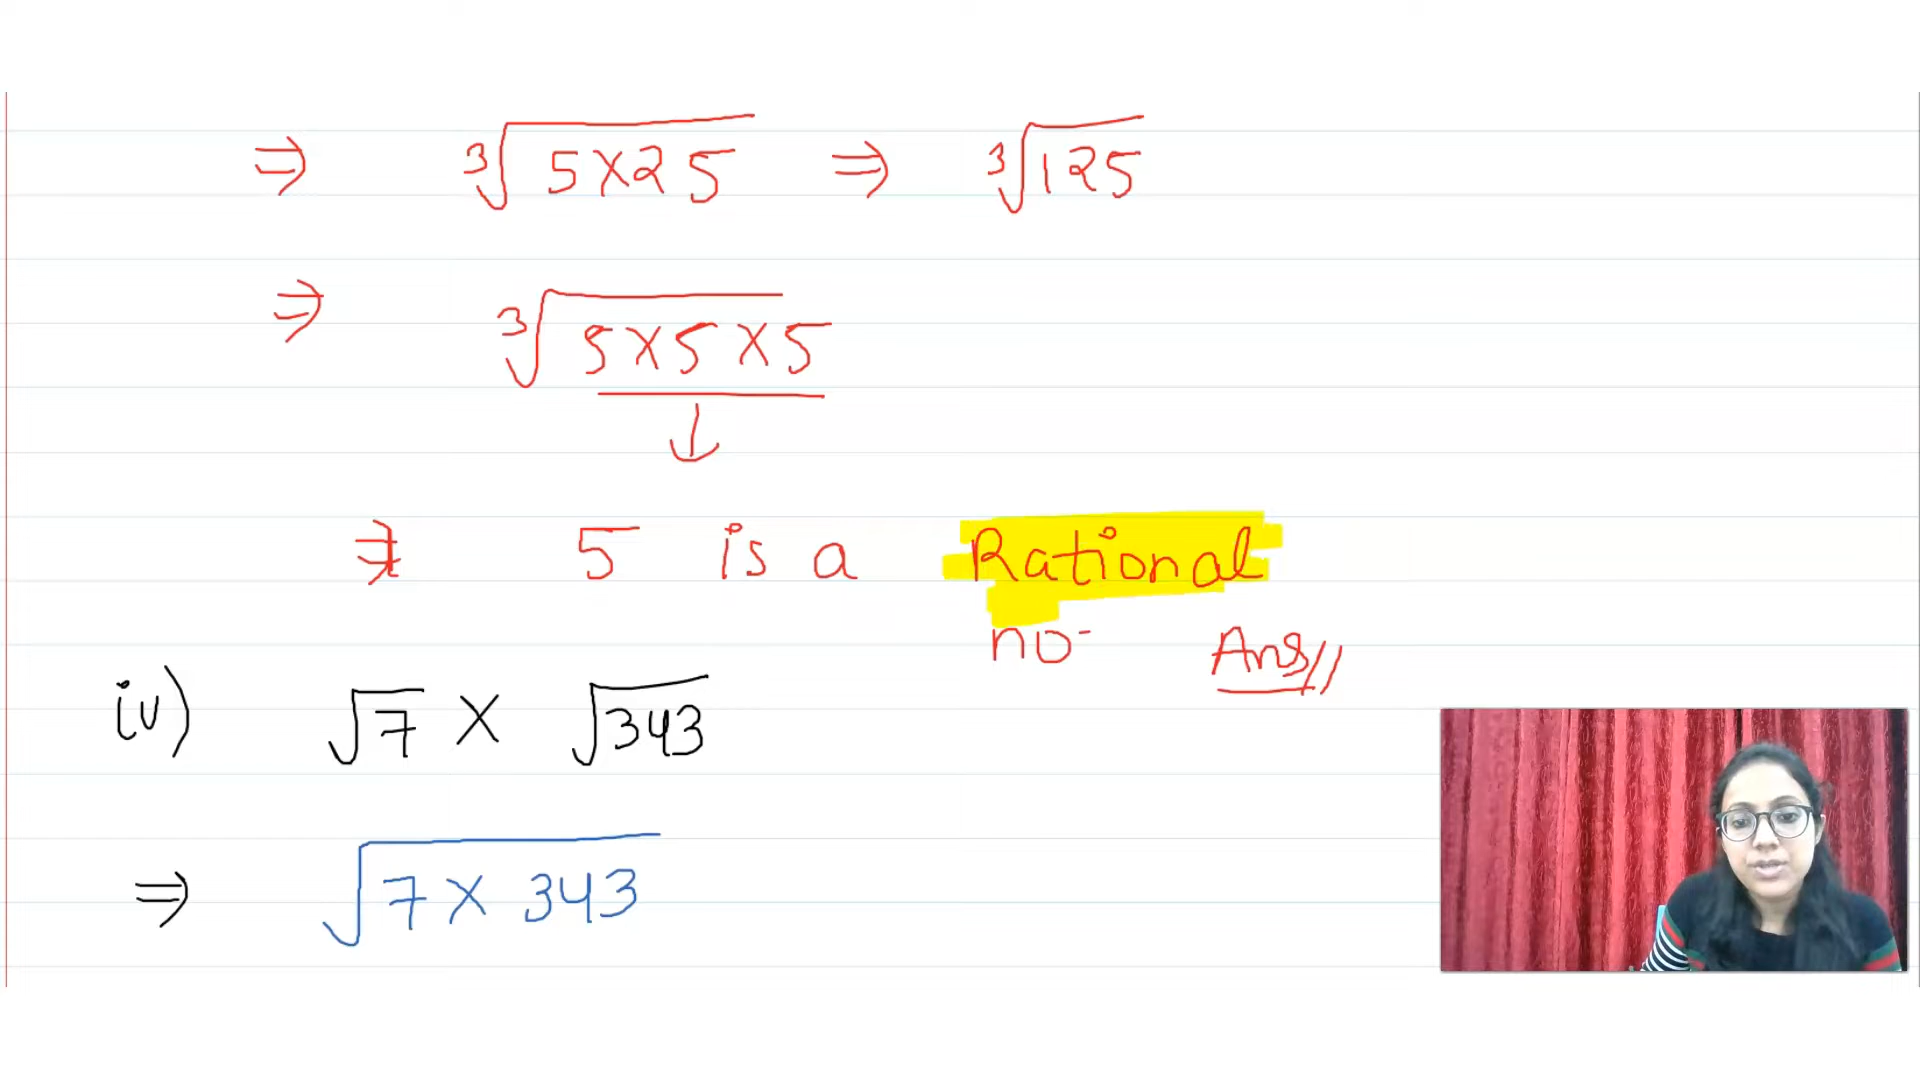 ⇒ ∛5×25 ⇒ ∛125
⇒ ∛5×5×5
↓
⇒ 5 is a Rational
no- Ans//
iv) √7 × √343
⇒ √7 × 343